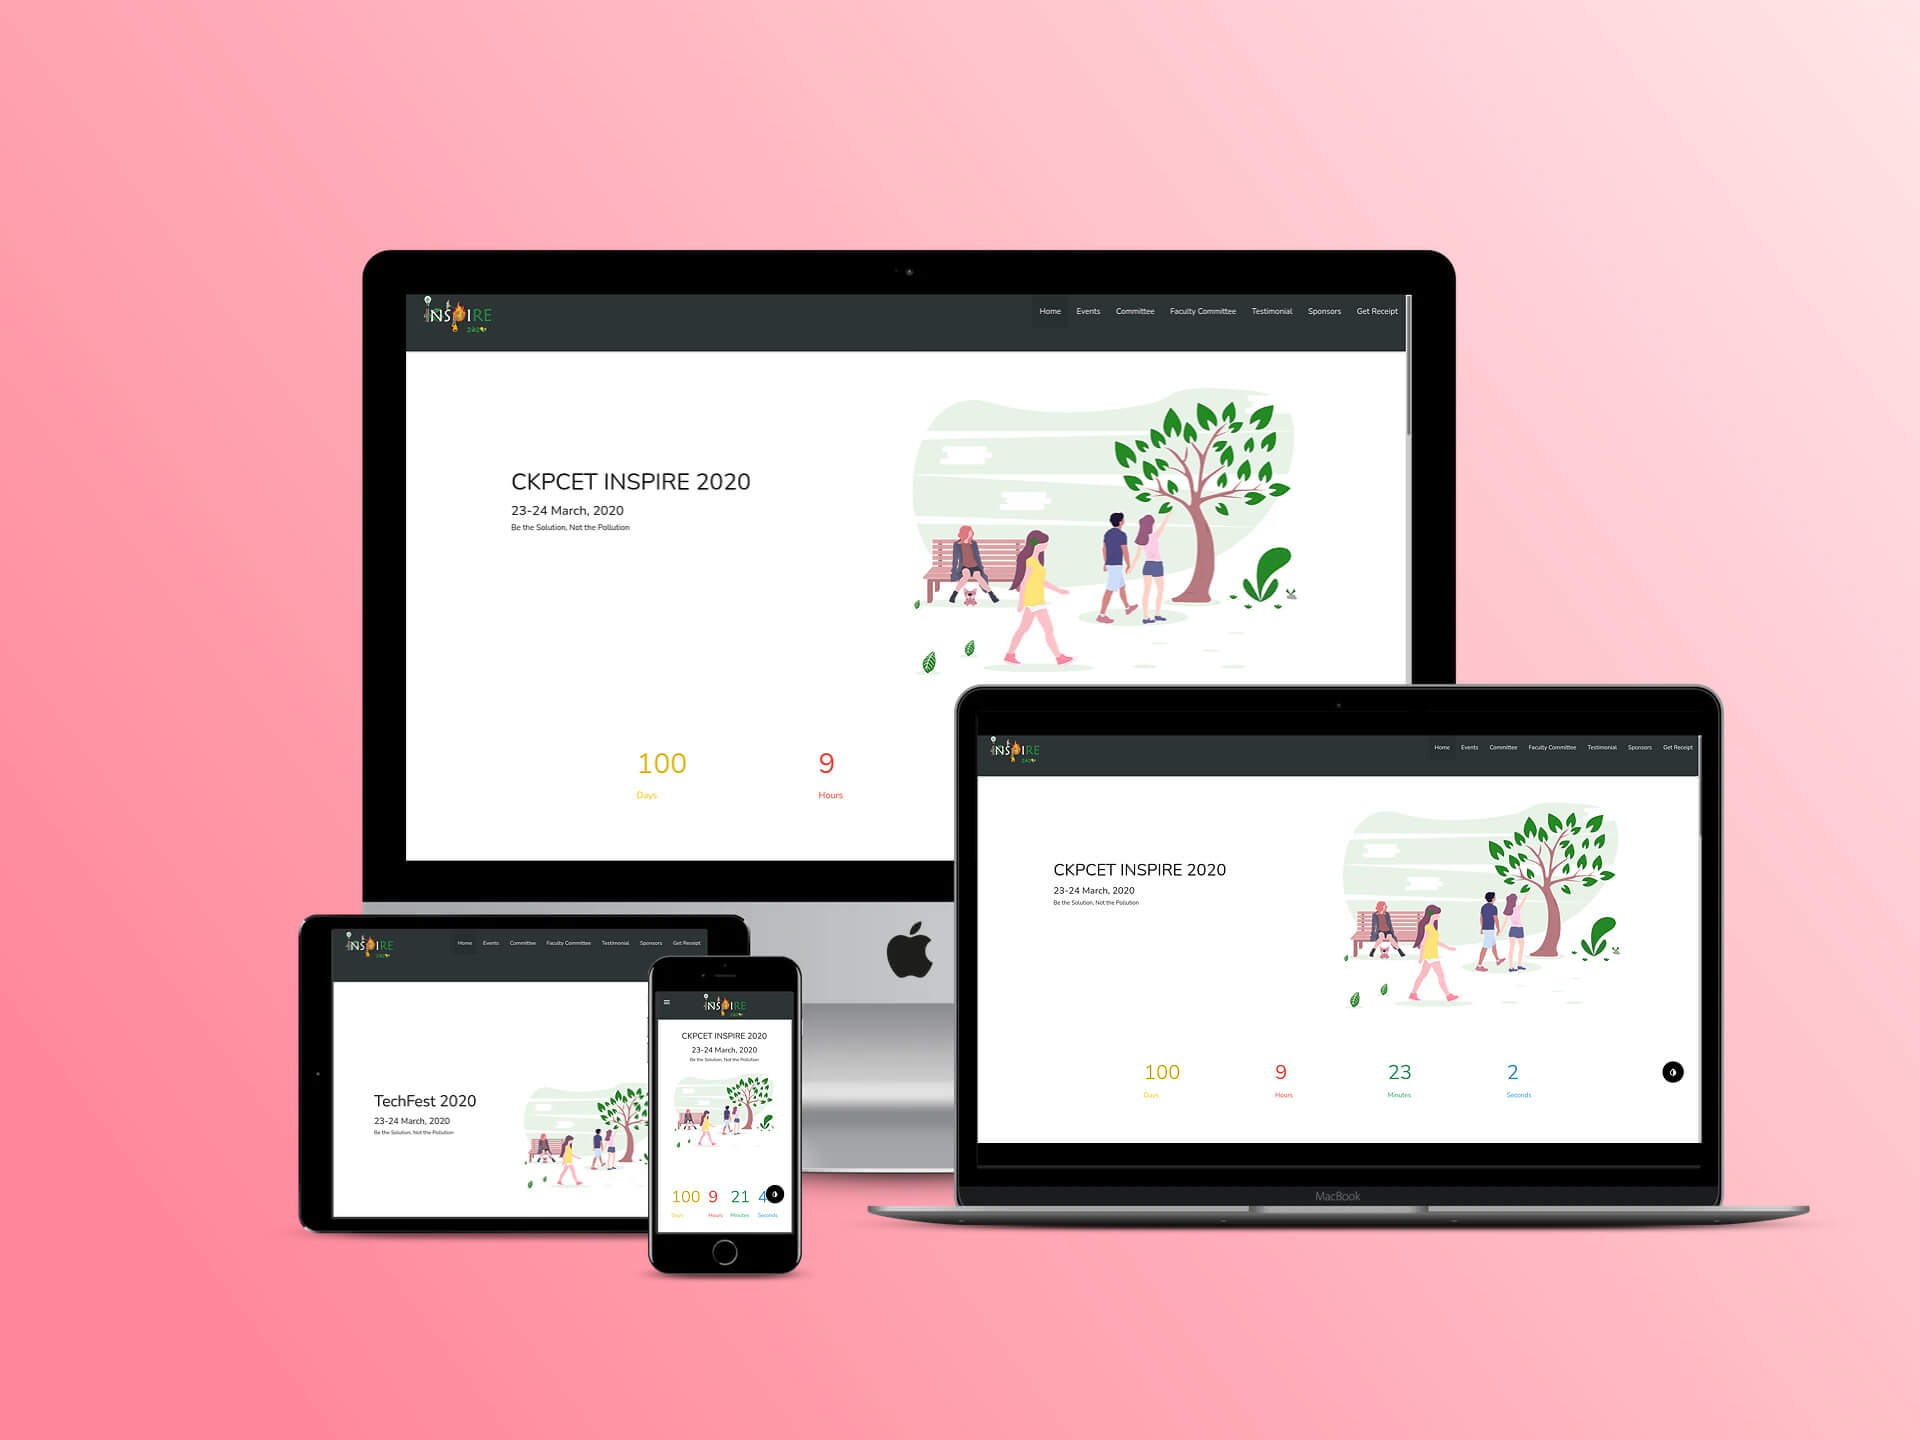 INSPIRE
2020
Home Events Committee Faculty Committee Testimonial Sponsors Get Receipt
CKPCET INSPIRE 2020
23-24 March, 2020
Be the Solution, Not the Pollution
100 9
Days Hours
INSPIRE
2020
Home Events Committee Faculty Committee Testimonial Sponsors Get Receipt
CKPCET INSPIRE 2020
23-24 March, 2020
Be the Solution, Not the Pollution
100 9 23 2
Days Hours Minutes Seconds
MacBook
INSPIRE
2020
Home Events Committee Faculty Committee Testimonial Sponsors Get Receipt
TechFest 2020
23-24 March, 2020
Be the Solution, Not the Pollution
INSPIRE
2020
CKPCET INSPIRE 2020
23-24 March, 2020
Be the Solution, Not the Pollution
100 9 21 4
Days Hours Minutes Seconds